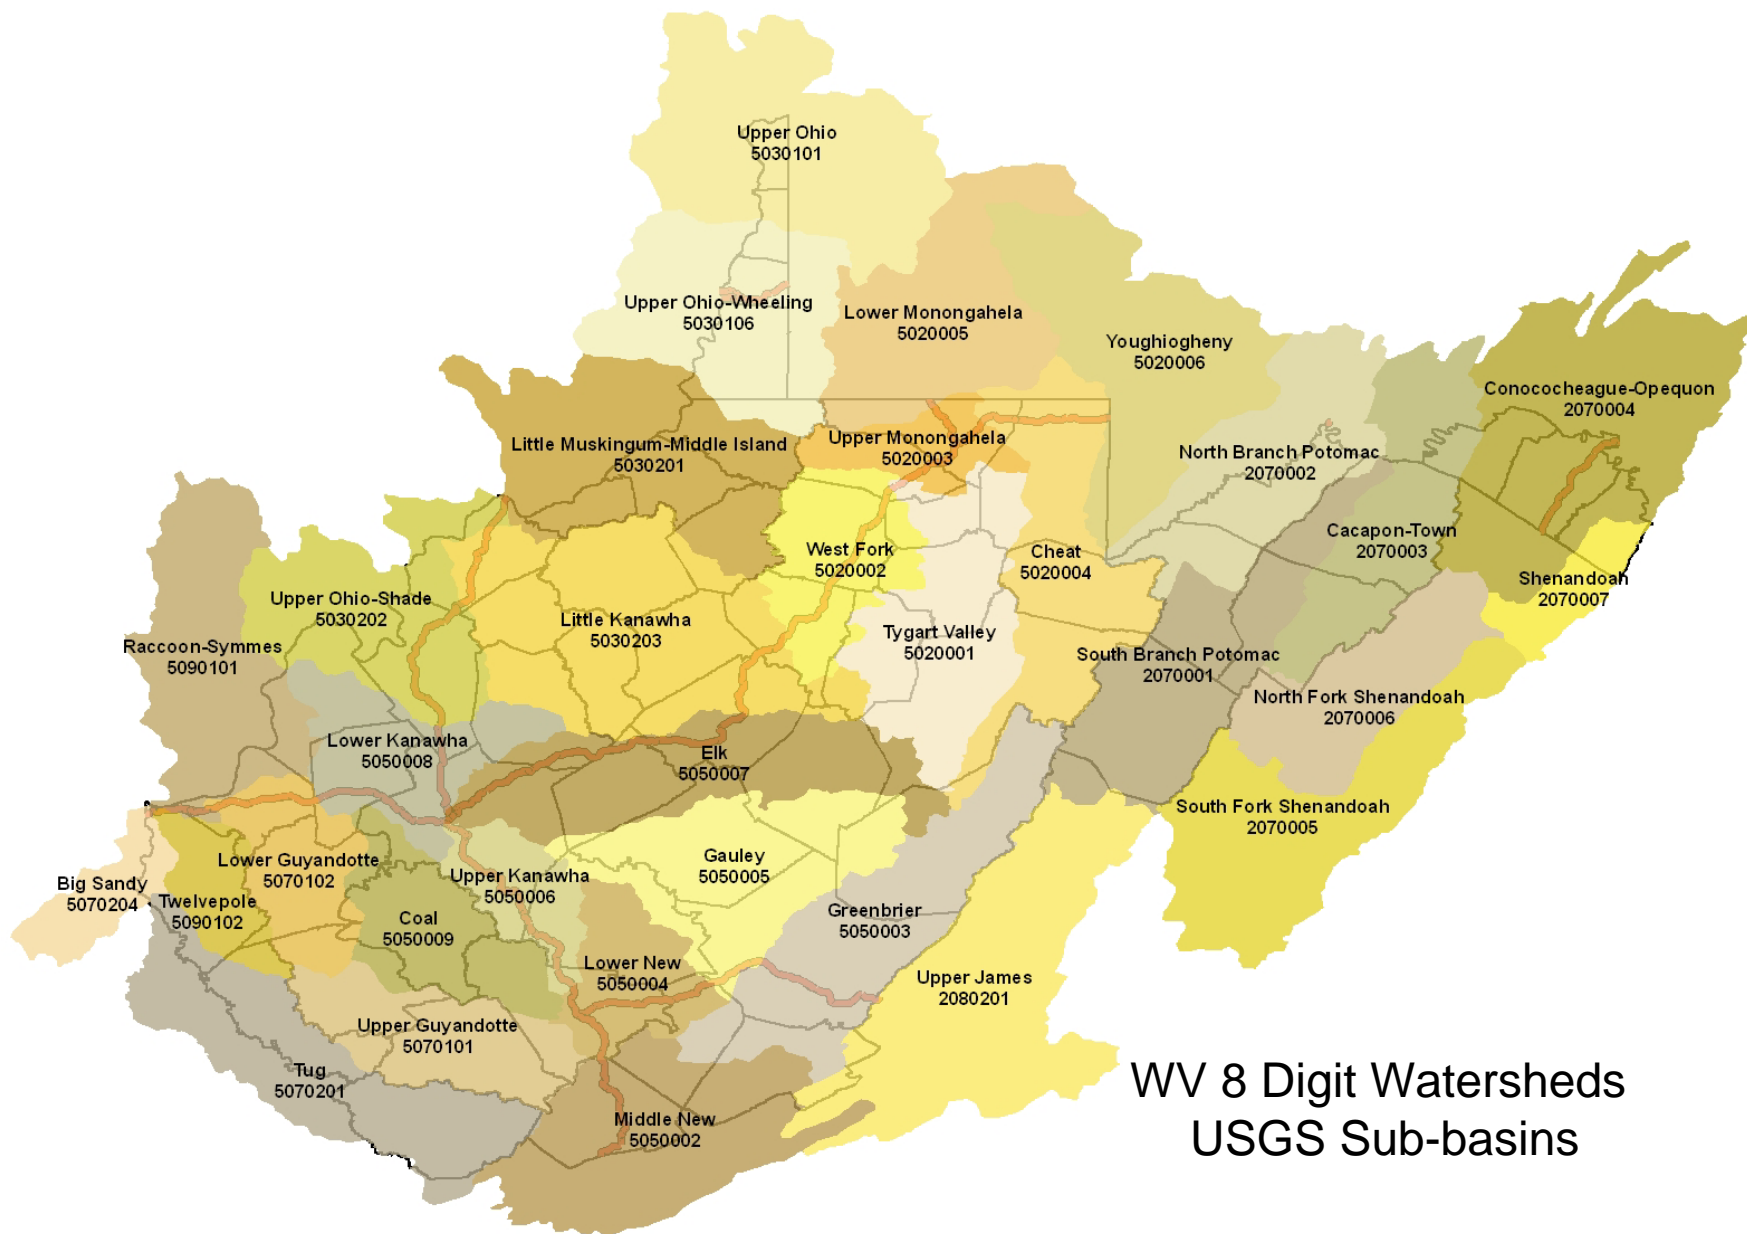 Upper Ohio
5030101
Upper Ohio-Wheeling
5030106
Lower Monongahela
5020005
Youghiogheny
5020006
Conococheague-Opequon
2070004
Little Muskingum-Middle Island
5030201
Upper Monongahela
5020003
North Branch Potomac
2070002
Cacapon-Town
2070003
West Fork
5020002
Cheat
5020004
Shenandoah
2070007
Upper Ohio-Shade
5030202
Little Kanawha
5030203
Tygart Valley
5020001
Raccoon-Symmes
5090101
South Branch Potomac
2070001
North Fork Shenandoah
2070006
Lower Kanawha
5050008
Elk
5050007
South Fork Shenandoah
2070005
Lower Guyandotte
5070102
Gauley
5050005
Upper Kanawha
5050006
Big Sandy
5070204
Twelvepole
5090102
Coal
5050009
Greenbrier
5050003
Lower New
5050004
Upper James
2080201
Upper Guyandotte
5070101
Tug
5070201
Middle New
5050002
WV 8 Digit Watersheds
USGS Sub-basins